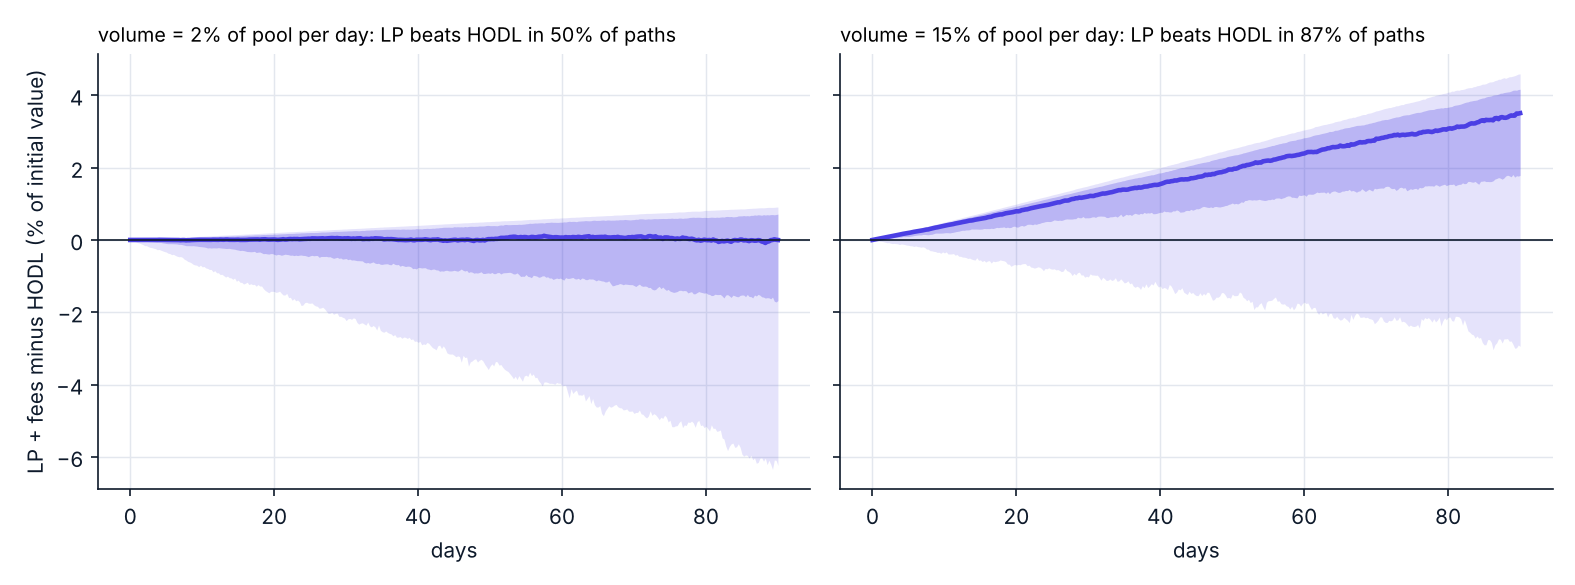 volume = 2% of pool per day: LP beats HODL in 50% of paths
volume = 15% of pool per day: LP beats HODL in 87% of paths
LP + fees minus HODL (% of initial value)
4
2
0
−2
−4
−6
0 20 40 60 80
0 20 40 60 80
days
days